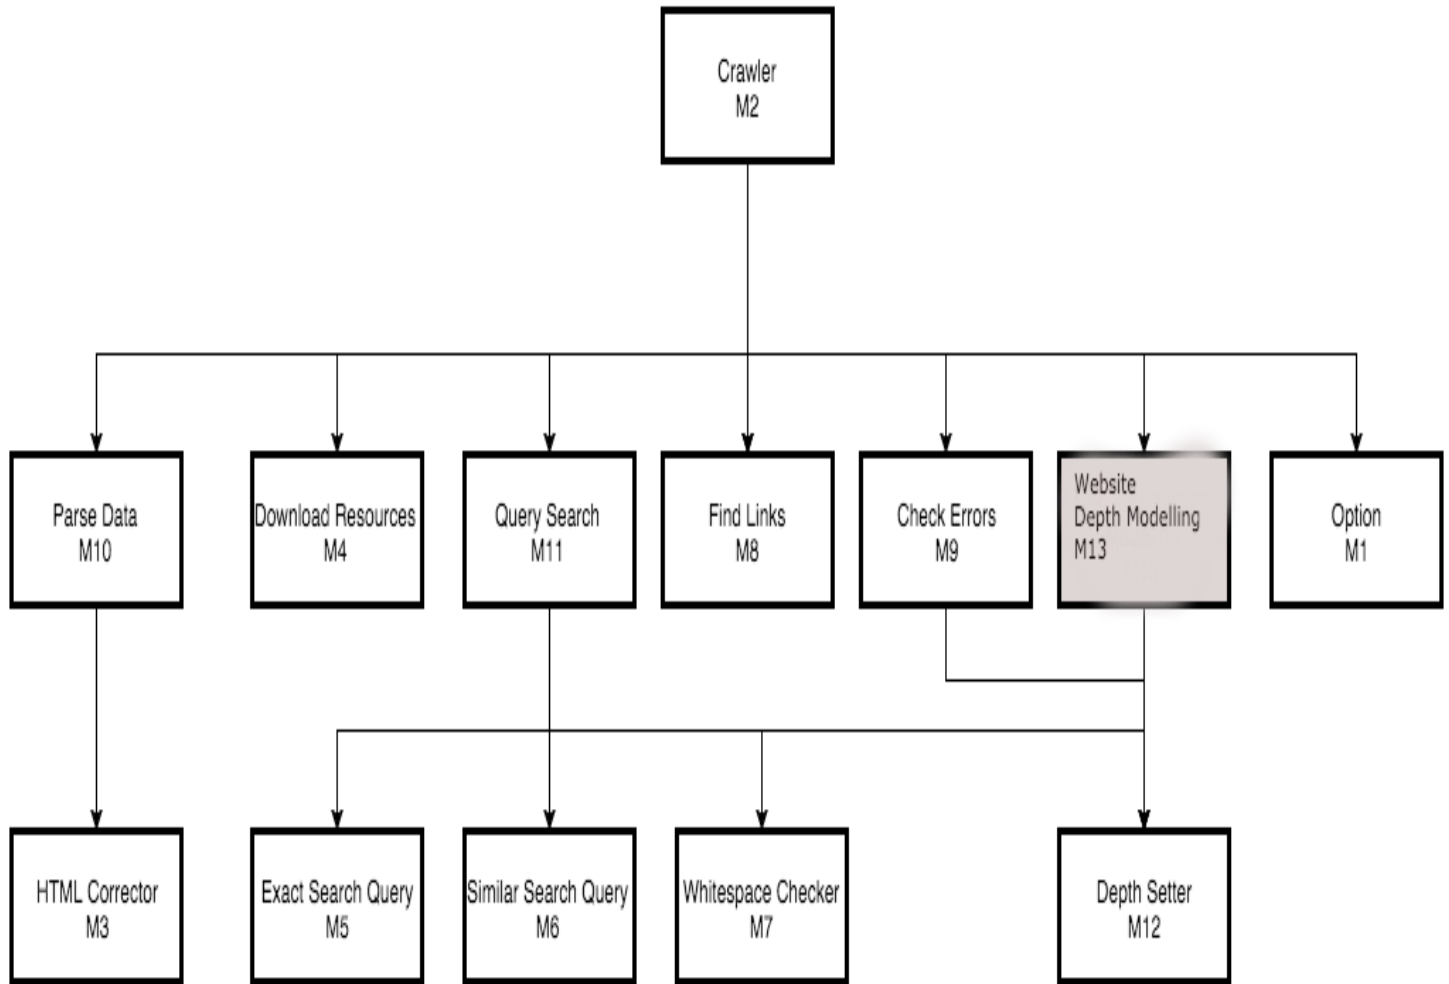 Crawler
M2
Parse Data
M10
Download Resources
M4
Query Search
M11
Find Links
M8
Check Errors
M9
Website
Depth Modelling
M13
Option
M1
HTML Corrector
M3
Exact Search Query
M5
Similar Search Query
M6
Whitespace Checker
M7
Depth Setter
M12